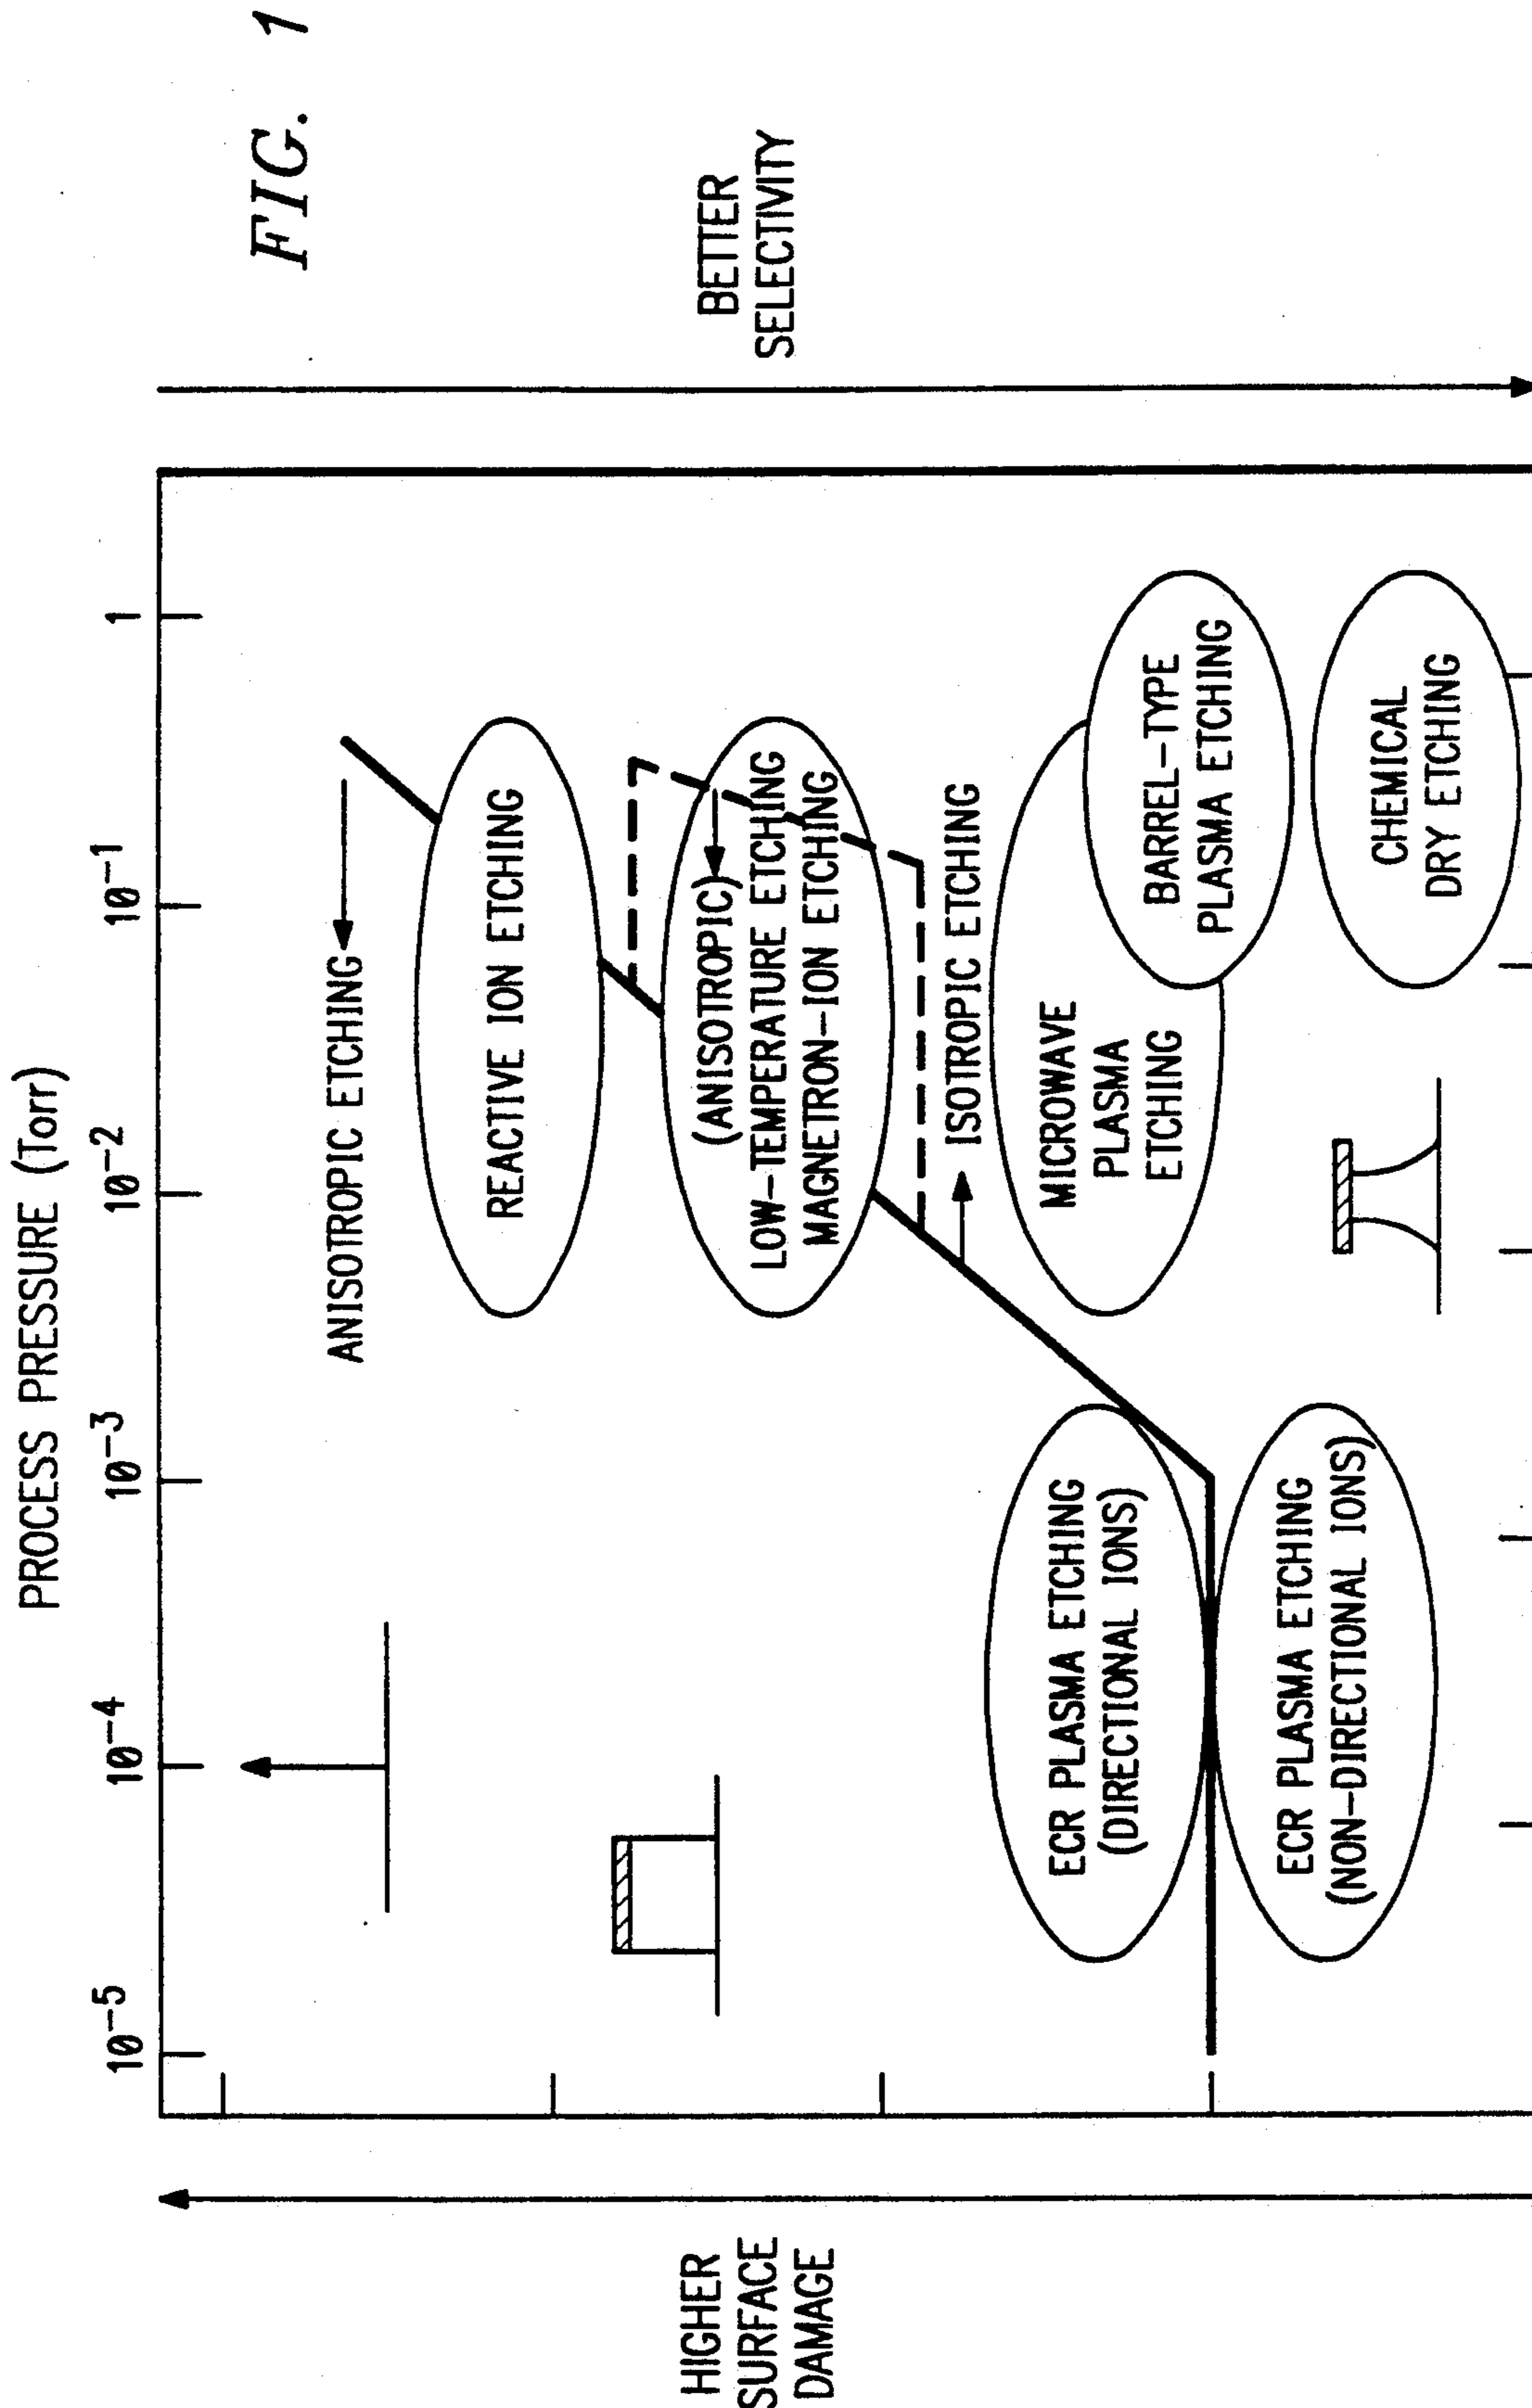 FIG. 1
PROCESS PRESSURE (Torr)
10-5
10-4
10-3
10-2
10-1
1
HIGHER
SURFACE
DAMAGE
BETTER
SELECTIVITY
ANISOTROPIC ETCHING
REACTIVE ION ETCHING
(ANISOTROPIC)
LOW-TEMPERATURE ETCHING
MAGNETRON-ION ETCHING
ISOTROPIC ETCHING
MICROWAVE
PLASMA
ETCHING
BARREL-TYPE
PLASMA ETCHING
ECR PLASMA ETCHING
(DIRECTIONAL IONS)
ECR PLASMA ETCHING
(NON-DIRECTIONAL IONS)
CHEMICAL
DRY ETCHING